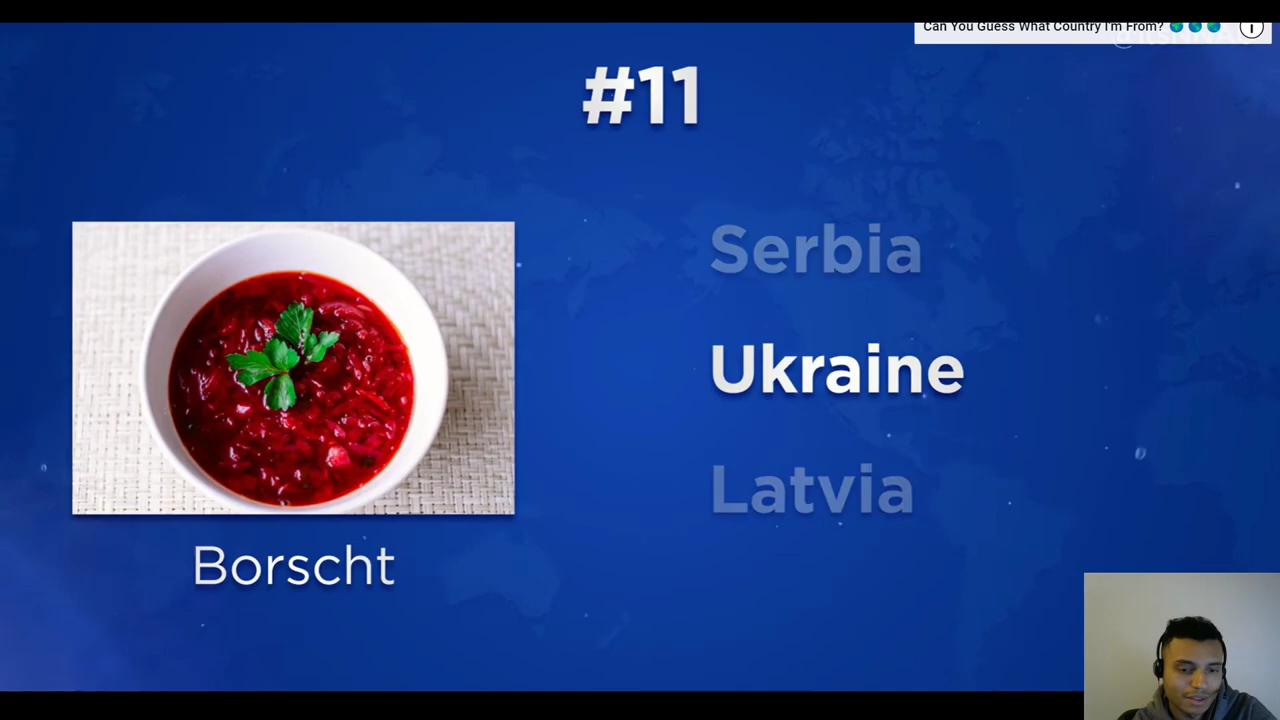 Can You Guess What Country I'm From?
#11
Serbia
Ukraine
Latvia
Borscht